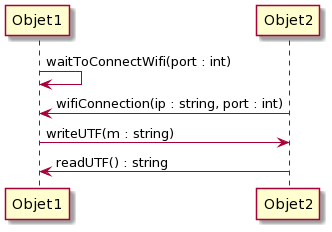 Objet1 Objet2
waitToConnectWifi(port : int)
wifiConnection(ip : string, port : int)
writeUTF(m : string)
readUTF() : string
Objet1 Objet2